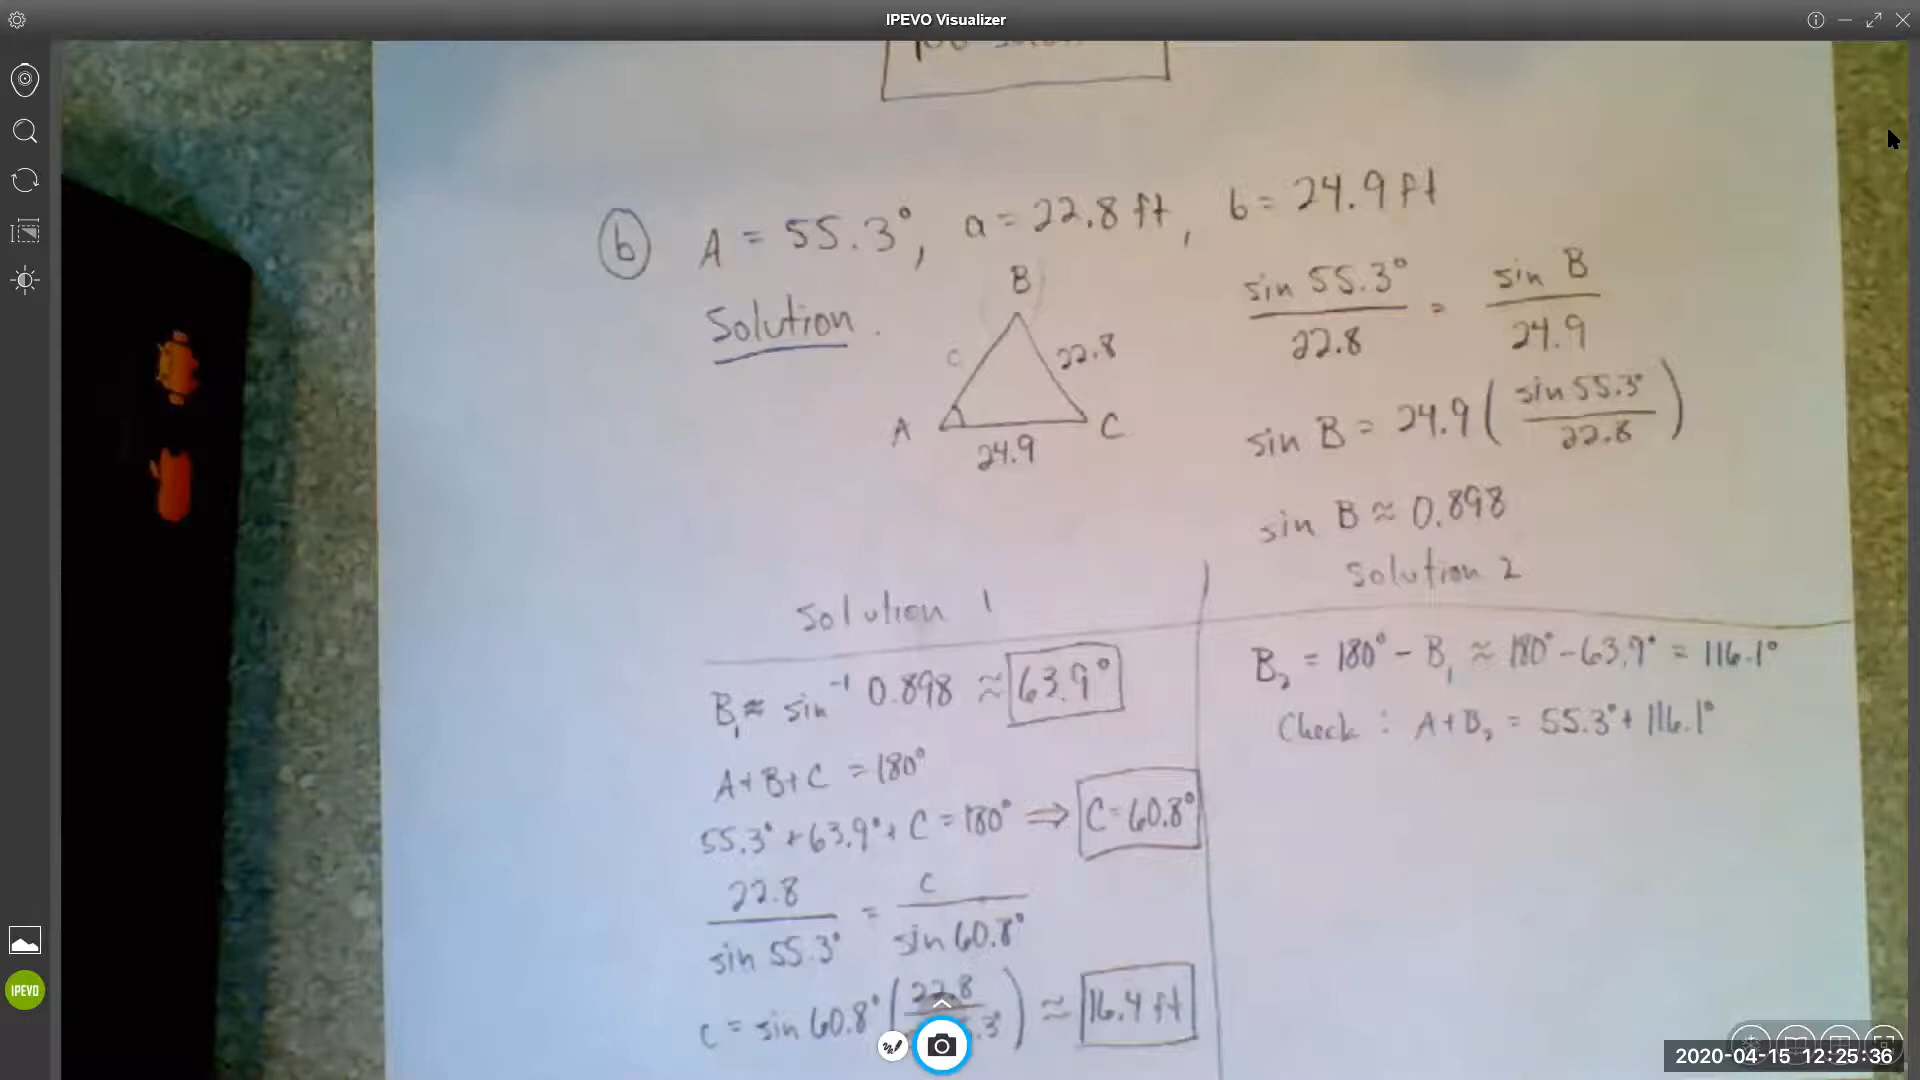 IPEVO Visualizer
b A = 55.3°, a = 22.8 ft, b = 24.9 ft
Solution.
B
c
22.8
A
C
24.9
sin 55.3° / 22.8 = sin B / 24.9
sin B = 24.9 ( sin 55.3° / 22.8 )
sin B ≈ 0.898
Solution 1
B₁ ≈ sin⁻¹ 0.898 ≈ 63.9°
A + B + C = 180°
55.3° + 63.9° + C = 180° ⇒ C = 60.8°
22.8 / sin 55.3° = c / sin 60.8°
c = sin 60.8° ( 22.8 / .3° ) ≈ 16.4 ft
Solution 2
B₂ = 180° - B₁ ≈ 180° - 63.9° = 116.1°
Check : A + B₂ = 55.3° + 116.1°
IPEVO
2020-04-15 12:25:36